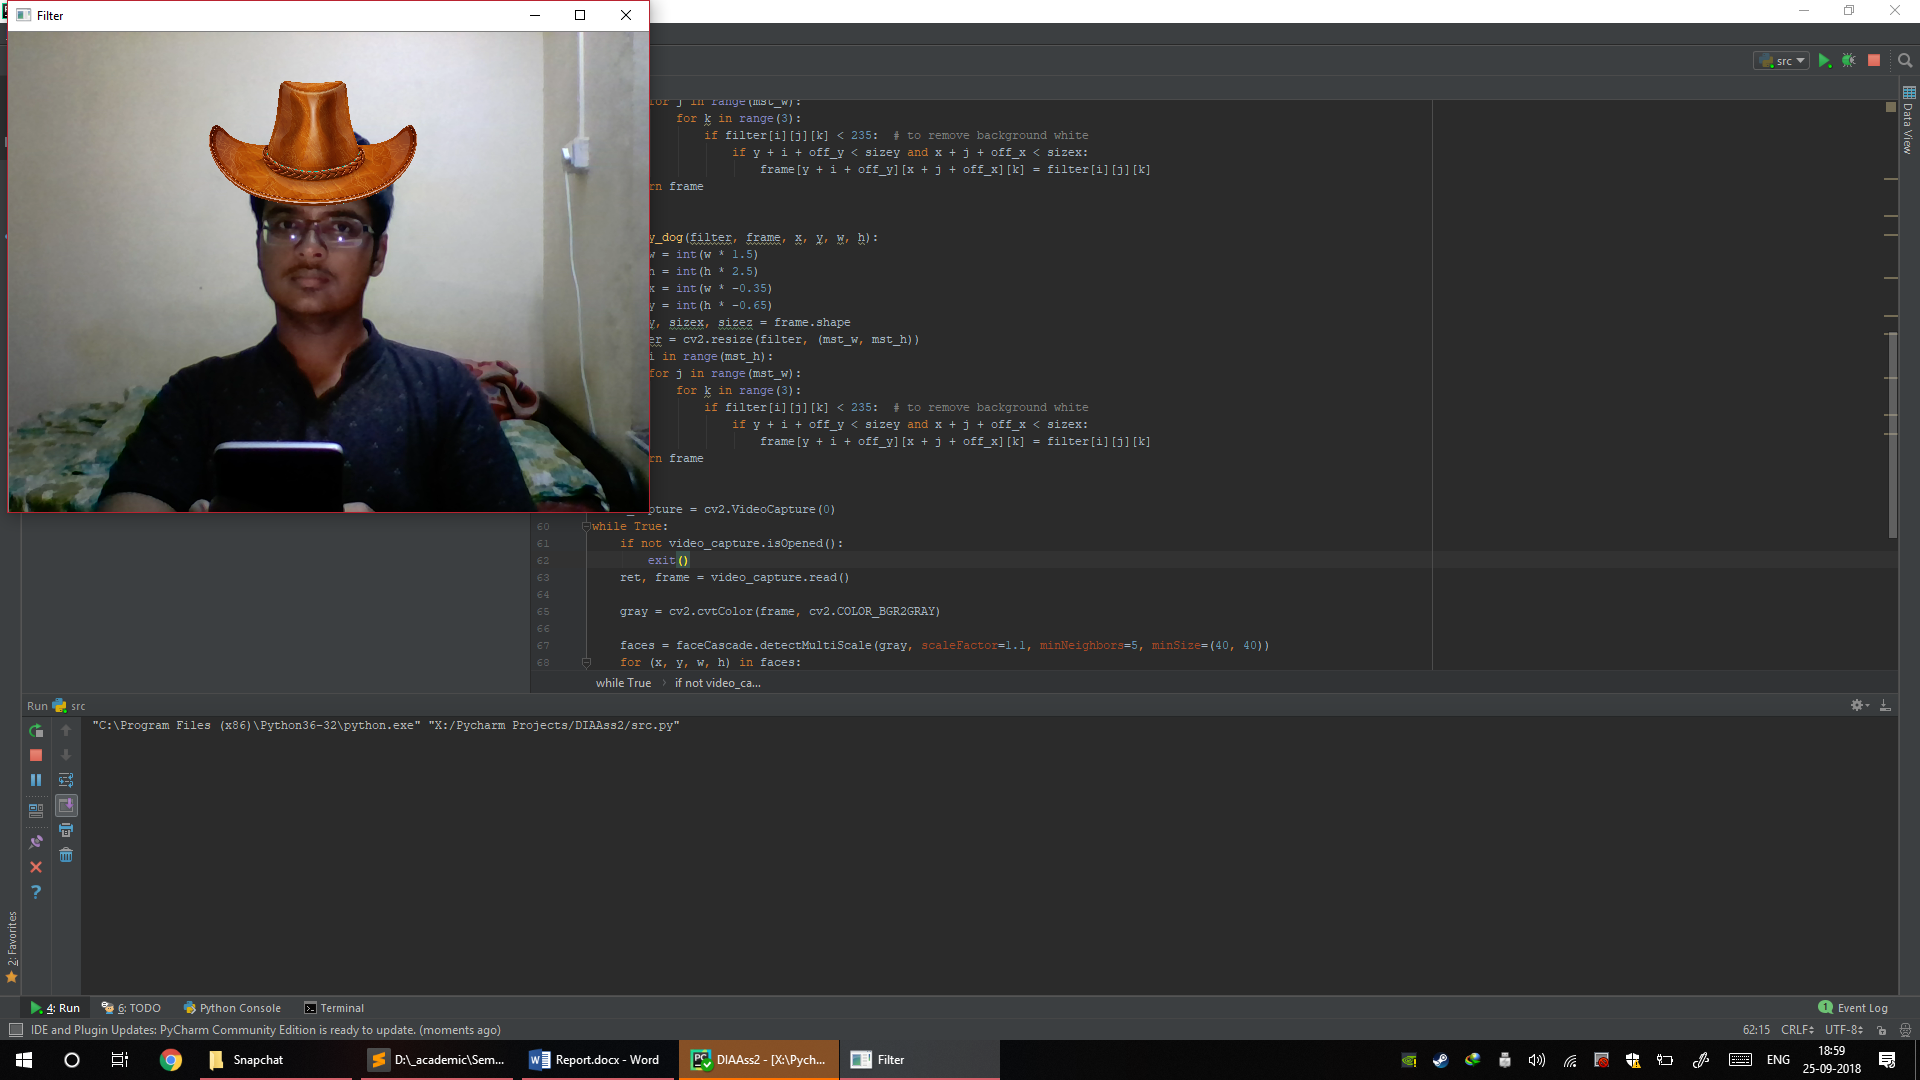 Filter
src
Data View
for j in range(mst_w):
for k in range(3):
if filter[i][j][k] < 235:  # to remove background white
if y + i + off_y < sizey and x + j + off_x < sizex:
frame[y + i + off_y][x + j + off_x][k] = filter[i][j][k]
rn frame
y_dog(filter, frame, x, y, w, h):
w = int(w * 1.5)
h = int(h * 2.5)
x = int(w * -0.35)
y = int(h * -0.65)
y, sizex, sizez = frame.shape
er = cv2.resize(filter, (mst_w, mst_h))
i in range(mst_h):
for j in range(mst_w):
for k in range(3):
if filter[i][j][k] < 235:  # to remove background white
if y + i + off_y < sizey and x + j + off_x < sizex:
frame[y + i + off_y][x + j + off_x][k] = filter[i][j][k]
rn frame
_capture = cv2.VideoCapture(0)
60 while True:
61 if not video_capture.isOpened():
62 exit()
63 ret, frame = video_capture.read()
64
65 gray = cv2.cvtColor(frame, cv2.COLOR_BGR2GRAY)
66
67 faces = faceCascade.detectMultiScale(gray, scaleFactor=1.1, minNeighbors=5, minSize=(40, 40))
68 for (x, y, w, h) in faces:
while True › if not video_ca...
Run src
"C:\Program Files (x86)\Python36-32\python.exe" "X:/Pycharm Projects/DIAAss2/src.py"
2: Favorites
4: Run 6: TODO Python Console Terminal 1 Event Log
IDE and Plugin Updates: PyCharm Community Edition is ready to update. (moments ago) 62:15 CRLF UTF-8
Snapchat D:\_academic\Sem... Report.docx - Word DIAAss2 - [X:\Pych... Filter ENG 18:59
25-09-2018